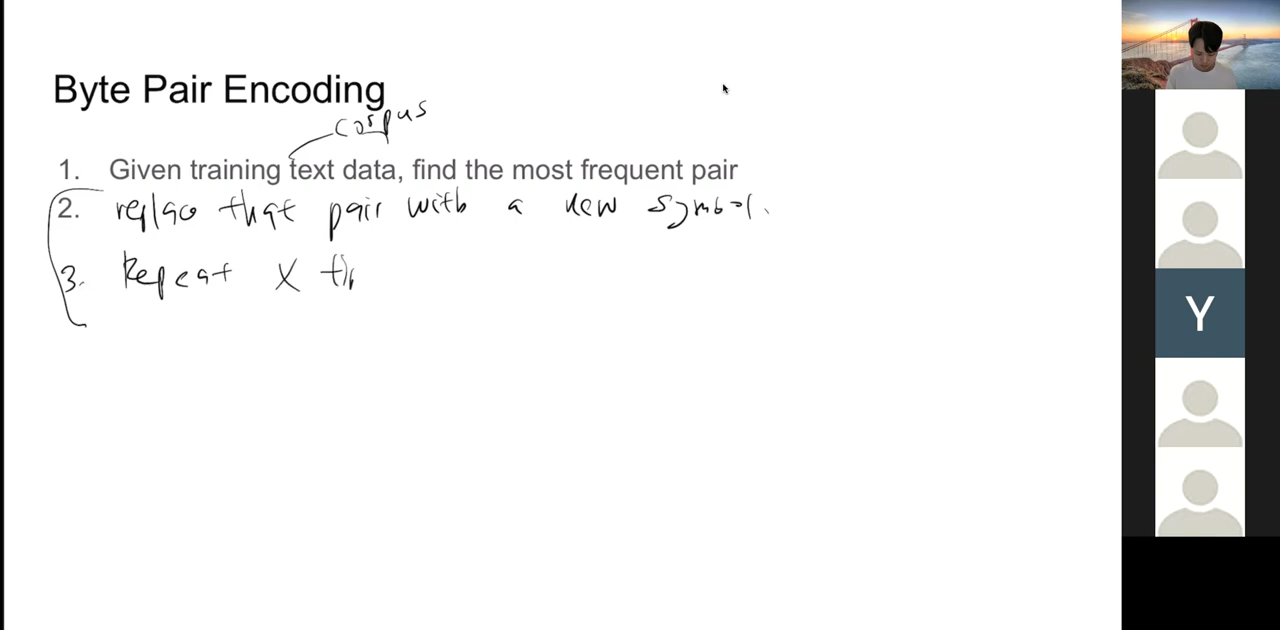 Byte Pair Encoding
corpus
1. Given training text data, find the most frequent pair
2. replace that pair with a new symbol.
3. Repeat X
Y